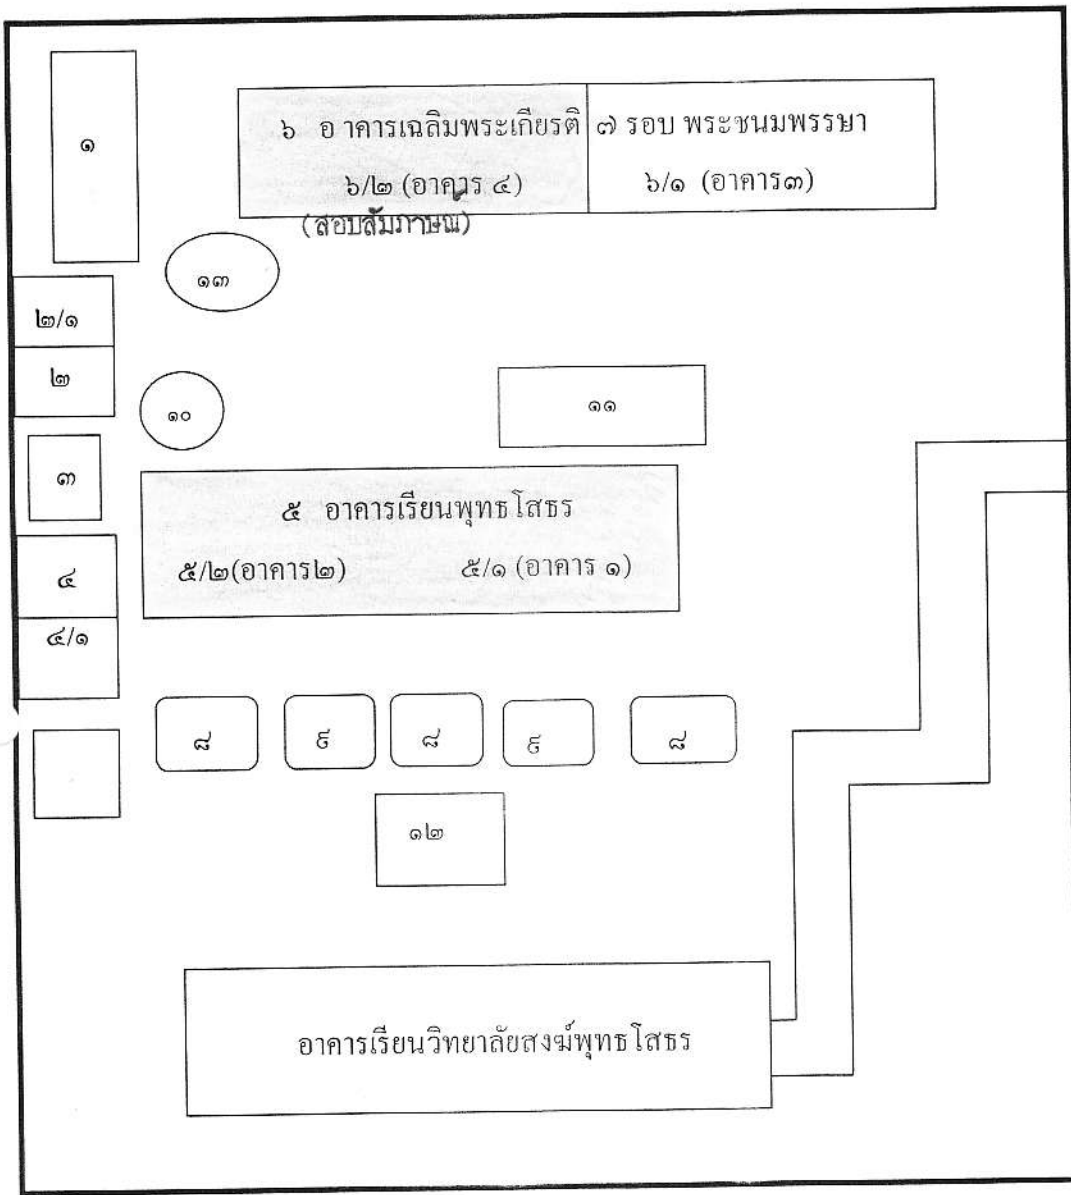 ๑
๖ อาคารเฉลิมพระเกียรติ ๗ รอบ พระชนมพรรษา
๖/๒ (อาคาร ๔)
๖/๑ (อาคาร๓)
(สอบสัมภาษณ์)
๑๓
๒/๑
๒
๑๐
๑๑
๓
๕ อาคารเรียนพุทธโสธร
๕/๒(อาคาร๒)
๕/๑ (อาคาร ๑)
๔
๔/๑
๘
๙
๘
๙
๘
๑๒
อาคารเรียนวิทยาลัยสงฆ์พุทธโสธร